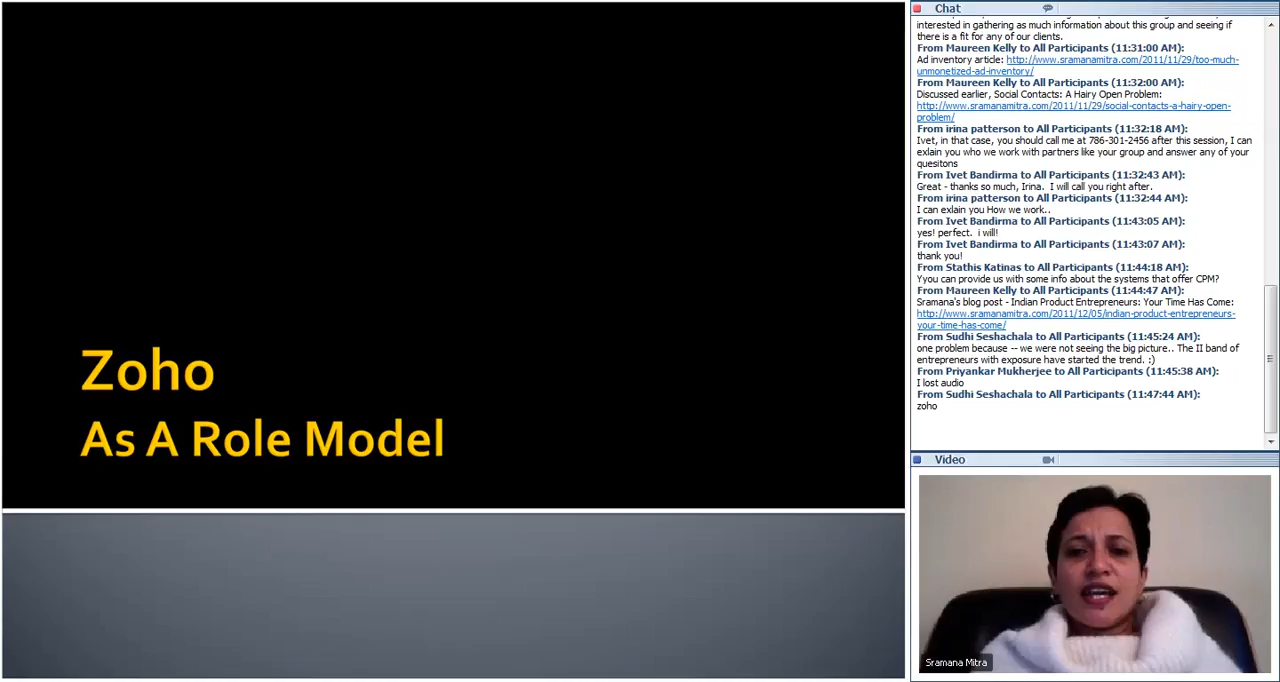 Zoho
As A Role Model
Chat
interested in gathering as much information about this group and seeing if
there is a fit for any of our clients.
From Maureen Kelly to All Participants (11:31:00 AM):
Ad inventory article: http://www.sramanamitra.com/2011/11/29/too-much-
unmonetized-ad-inventory/
From Maureen Kelly to All Participants (11:32:00 AM):
Discussed earlier, Social Contacts: A Hairy Open Problem:
http://www.sramanamitra.com/2011/11/29/social-contacts-a-hairy-open-
problem/
From irina patterson to All Participants (11:32:18 AM):
Ivet, in that case, you should call me at 786-301-2456 after this session, I can
exlain you who we work with partners like your group and answer any of your
quesitons
From Ivet Bandirma to All Participants (11:32:43 AM):
Great - thanks so much, Irina. I will call you right after.
From irina patterson to All Participants (11:32:44 AM):
I can exlain you How we work..
From Ivet Bandirma to All Participants (11:43:05 AM):
yes! perfect. i will!
From Ivet Bandirma to All Participants (11:43:07 AM):
thank you!
From Stathis Katinas to All Participants (11:44:18 AM):
Yyou can provide us with some info about the systems that offer CPM?
From Maureen Kelly to All Participants (11:44:47 AM):
Sramana's blog post - Indian Product Entrepreneurs: Your Time Has Come:
http://www.sramanamitra.com/2011/12/05/indian-product-entrepreneurs-
your-time-has-come/
From Sudhi Seshachala to All Participants (11:45:24 AM):
one problem because -- we were not seeing the big picture.. The II band of
entrepreneurs with exposure have started the trend. :)
From Priyankar Mukherjee to All Participants (11:45:38 AM):
I lost audio
From Sudhi Seshachala to All Participants (11:47:44 AM):
zoho
Video
Sramana Mitra